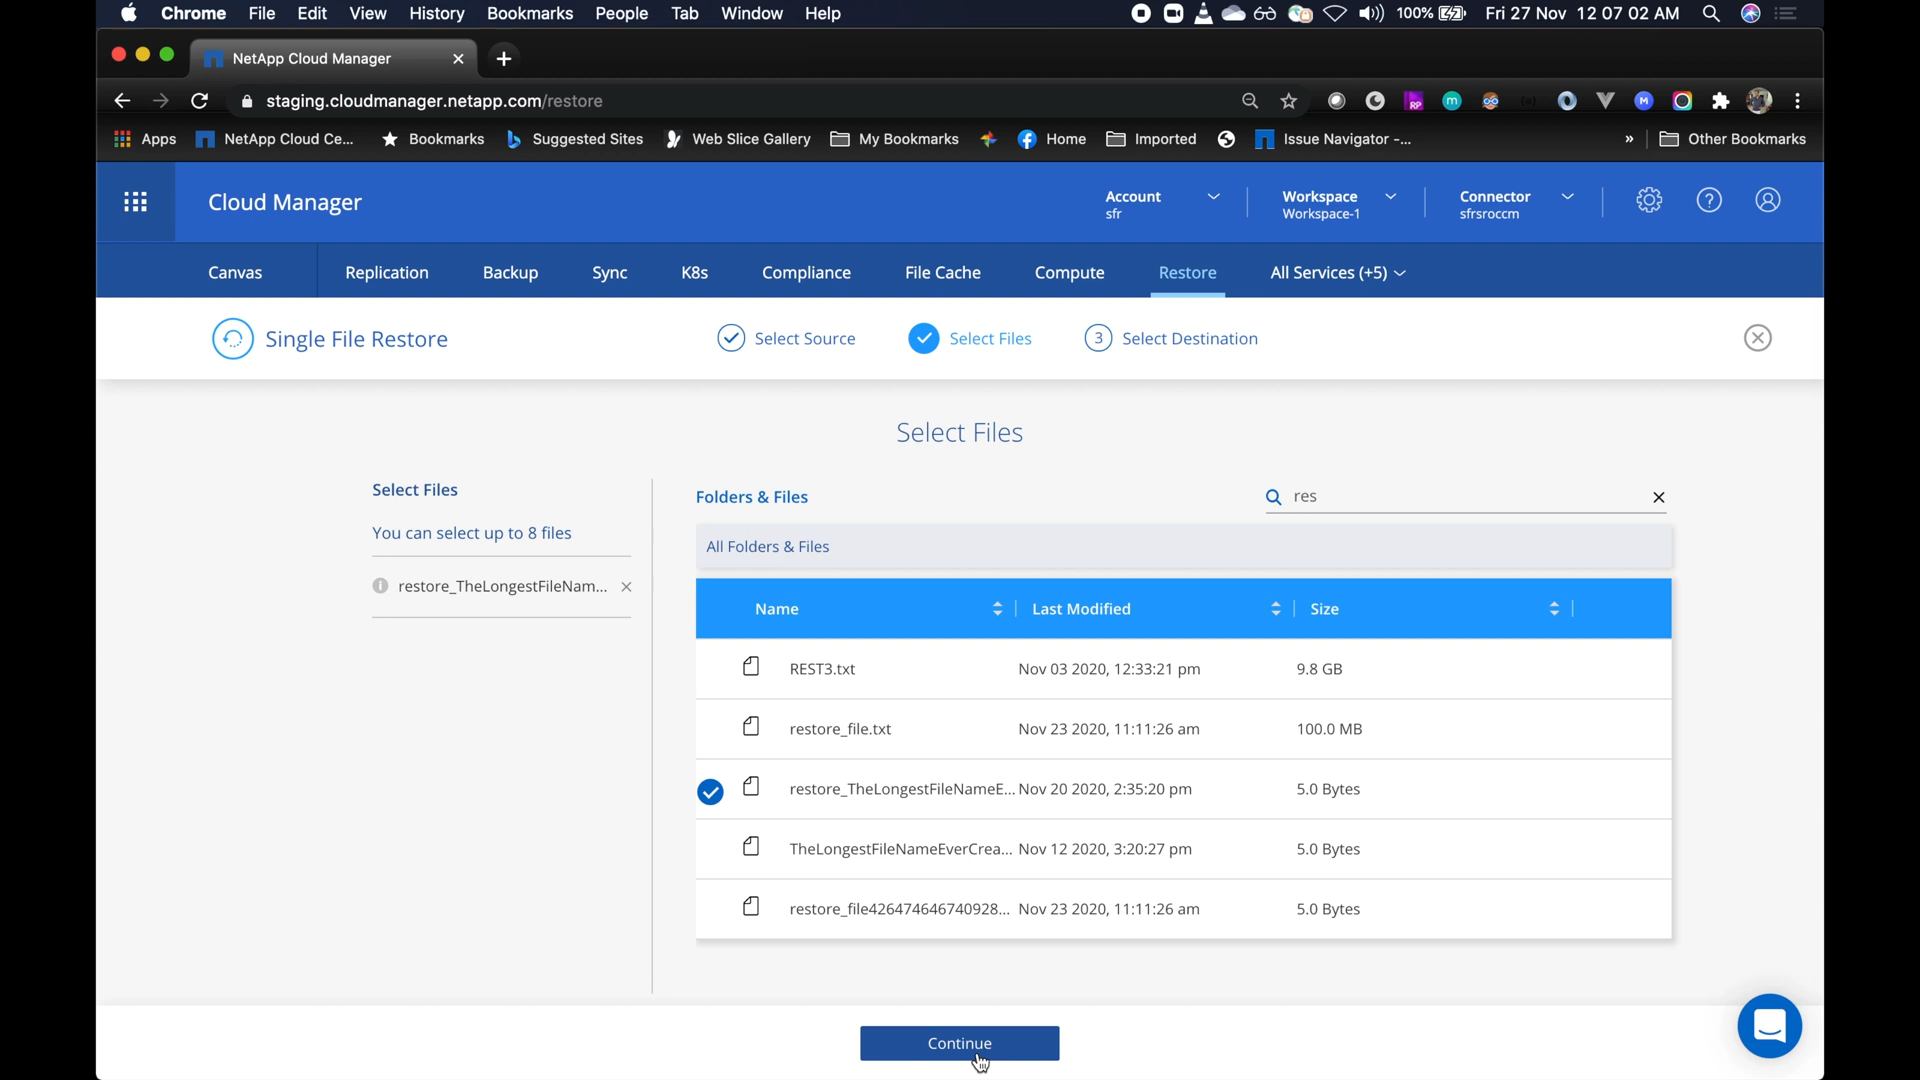 Chrome File Edit View History Bookmarks People Tab Window Help 100% Fri 27 Nov 12 07 02 AM
NetApp Cloud Manager
staging.cloudmanager.netapp.com/restore
RP m M
Apps NetApp Cloud Ce... Bookmarks Suggested Sites Web Slice Gallery My Bookmarks Home Imported Issue Navigator -... » Other Bookmarks
Cloud Manager
Account
sfr
Workspace
Workspace-1
Connector
sfrsroccm
?
Canvas Replication Backup Sync K8s Compliance File Cache Compute Restore All Services (+5)
Single File Restore Select Source Select Files 3 Select Destination
Select Files
Select Files
You can select up to 8 files
restore_TheLongestFileNam...
Folders & Files res
All Folders & Files
Name Last Modified Size
REST3.txt Nov 03 2020, 12:33:21 pm 9.8 GB
restore_file.txt Nov 23 2020, 11:11:26 am 100.0 MB
restore_TheLongestFileNameE... Nov 20 2020, 2:35:20 pm 5.0 Bytes
TheLongestFileNameEverCrea... Nov 12 2020, 3:20:27 pm 5.0 Bytes
restore_file426474646740928... Nov 23 2020, 11:11:26 am 5.0 Bytes
Continue